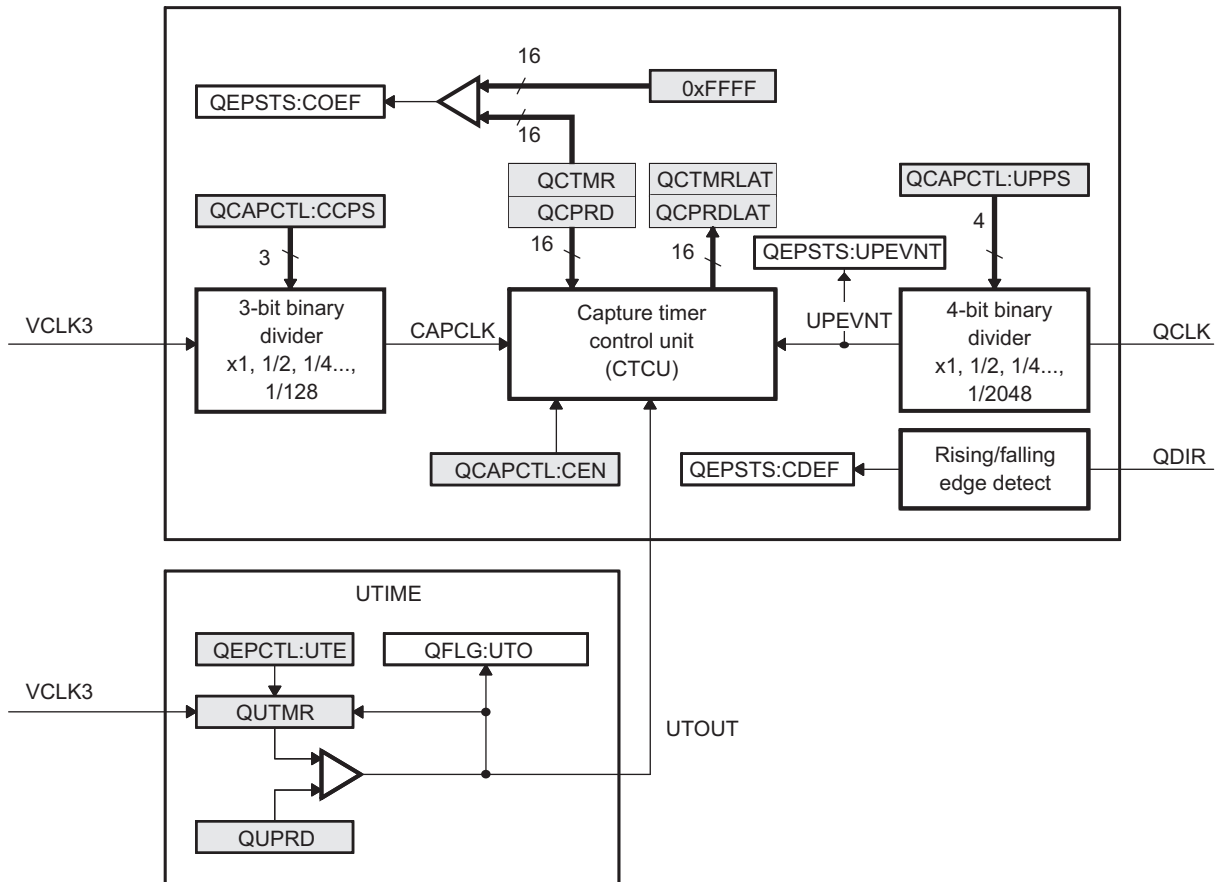 16
0xFFFF
QEPSTS:COEF
16
QCTMR
QCPRD
QCTMRLAT
QCPRDLAT
QCAPCTL:UPPS
QCAPCTL:CCPS
3
16
16
QEPSTS:UPEVNT
4
VCLK3
3-bit binary
divider
x1, 1/2, 1/4...,
1/128
CAPCLK
Capture timer
control unit
(CTCU)
UPEVNT
4-bit binary
divider
x1, 1/2, 1/4...,
1/2048
QCLK
QCAPCTL:CEN
QEPSTS:CDEF
Rising/falling
edge detect
QDIR
UTIME
QEPCTL:UTE
QFLG:UTO
VCLK3
QUTMR
UTOUT
QUPRD